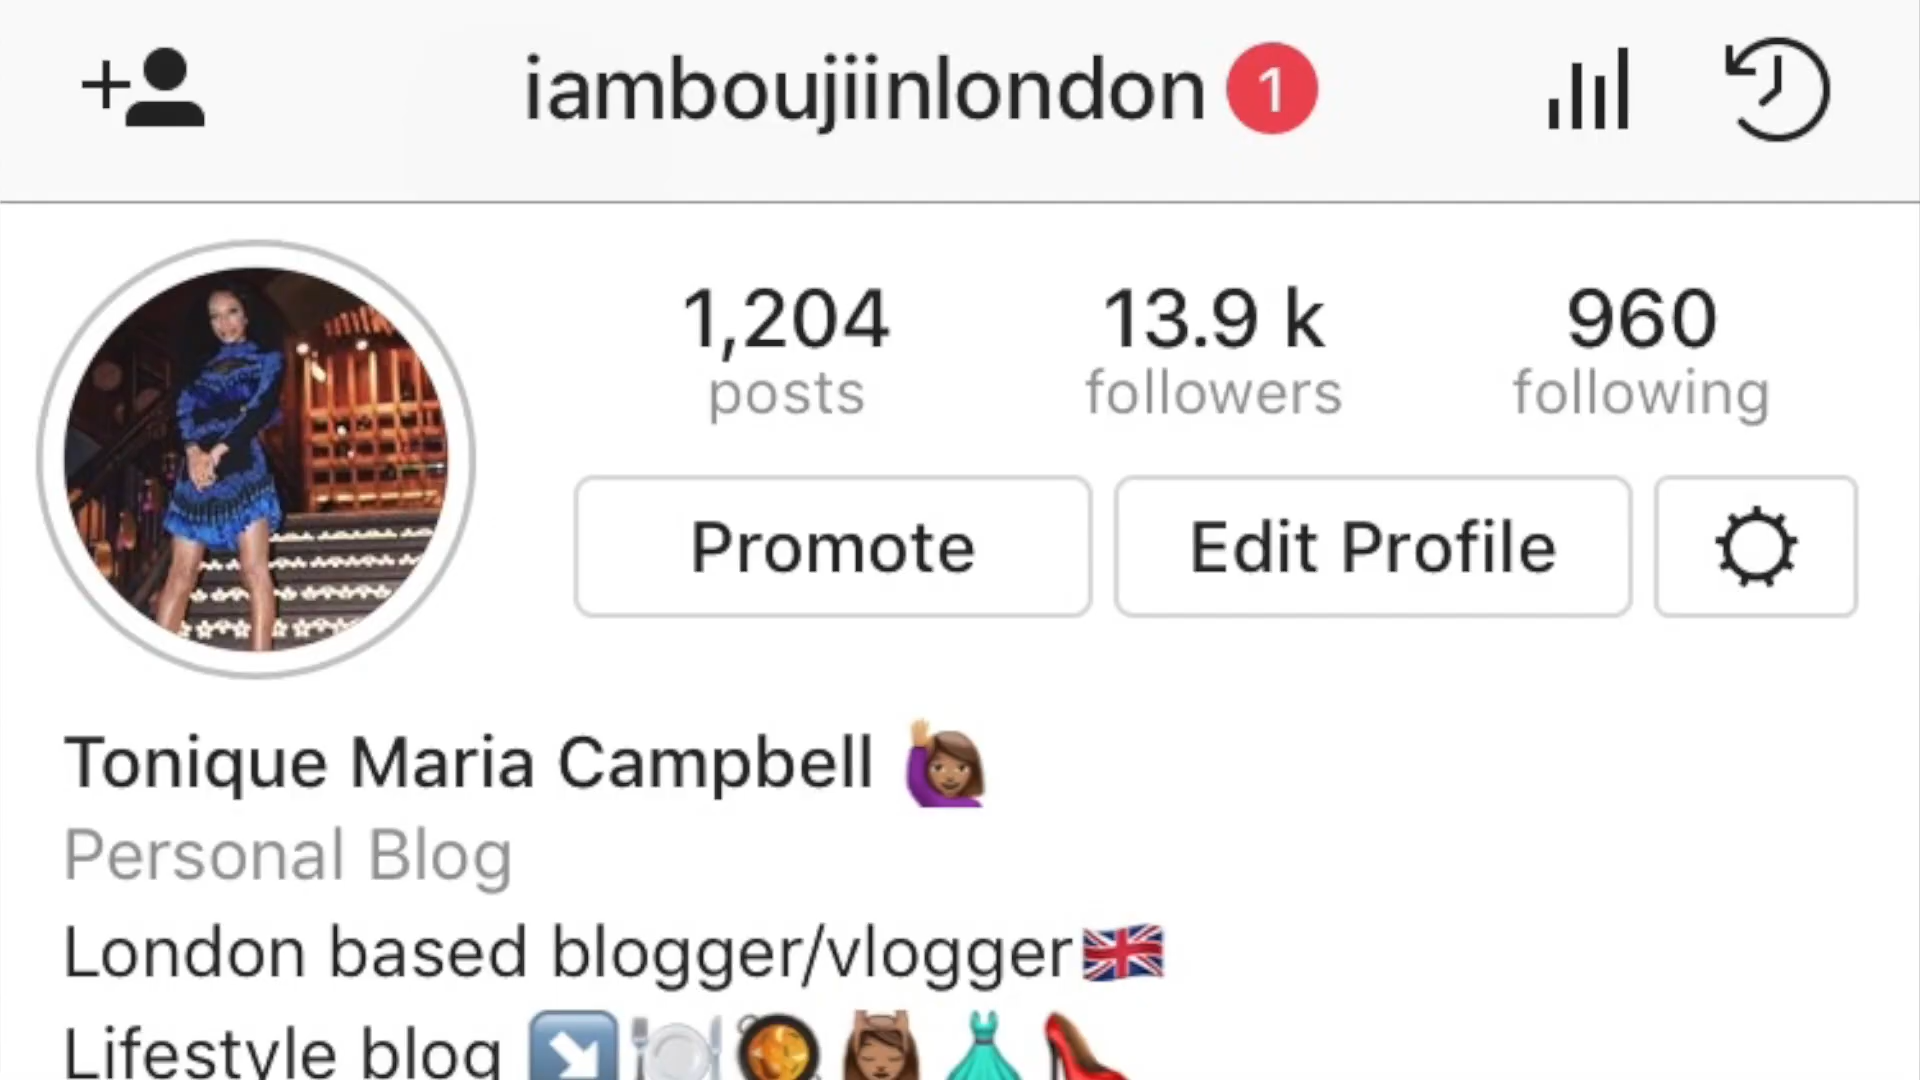 iamboujiinlondon 1
1,204 13.9 k 960
posts followers following
Promote Edit Profile
Tonique Maria Campbell 🙋🏽
Personal Blog
London based blogger/vlogger🇬🇧
Lifestyle blog ↘️🍽🥘💆🏽👗👠